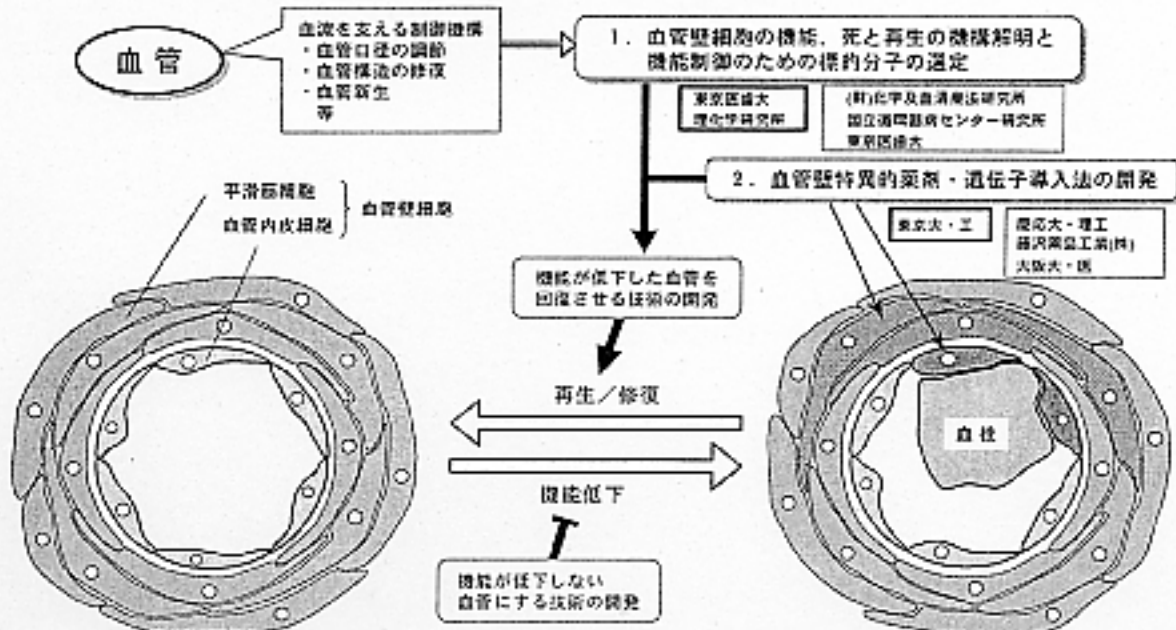 血管
血流を支える制御機構
・血管口径の調節
・血管構造の修復
・血管新生
等
1．血管壁細胞の機能，死と再生の機構解明と
機能制御のための標的分子の選定
東京医歯大
理化学研究所
(財)化学及血清療法研究所
国立循環器病センター研究所
東京医歯大
2．血管壁特異的薬剤・遺伝子導入法の開発
東京大・工
慶応大・理工
藤沢薬品工業(株)
大阪大・医
平滑筋細胞
血管内皮細胞
血管壁細胞
機能が低下した血管を
回復させる技術の開発
再生／修復
血栓
機能低下
機能が低下しない
血管にする技術の開発